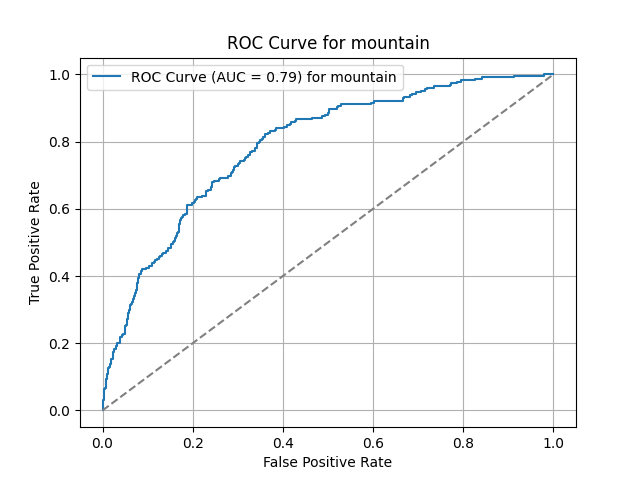 ROC Curve for mountain
ROC Curve (AUC = 0.79) for mountain
True Positive Rate
1.0
0.8
0.6
0.4
0.2
0.0
0.0 0.2 0.4 0.6 0.8 1.0
False Positive Rate